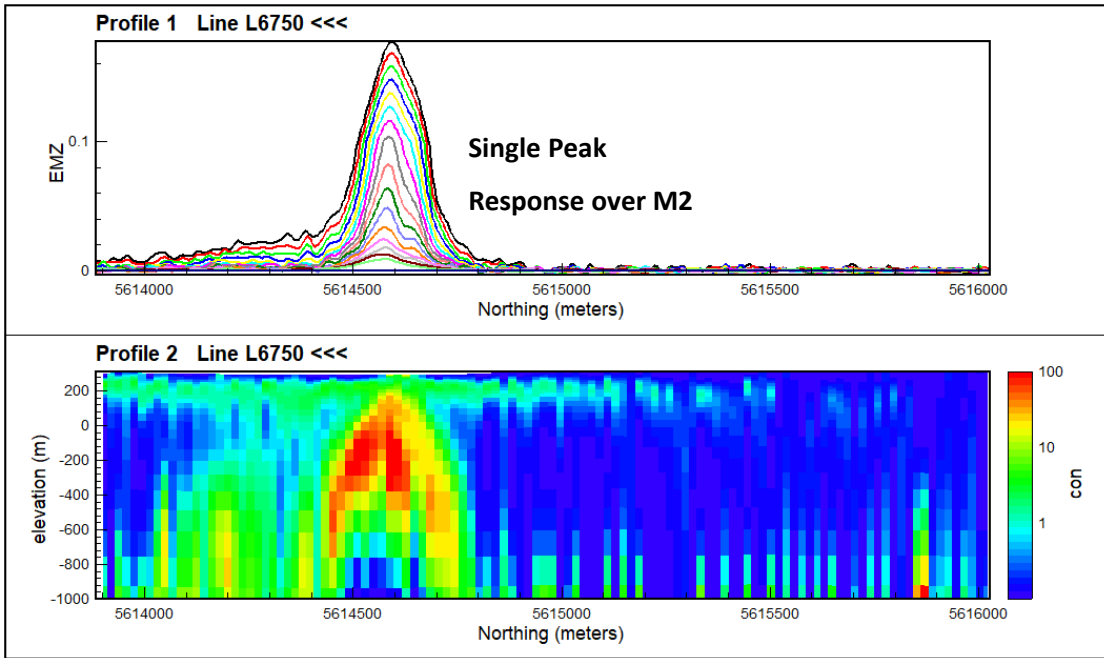 Profile 1 Line L6750 <<<
EMZ
0.1
0
Single Peak
Response over M2
5614000 5614500 5615000 5615500 5616000
Northing (meters)
Profile 2 Line L6750 <<<
elevation (m)
200
0
-200
-400
-600
-800
-1000
5614000 5614500 5615000 5615500 5616000
Northing (meters)
100
10
1
con